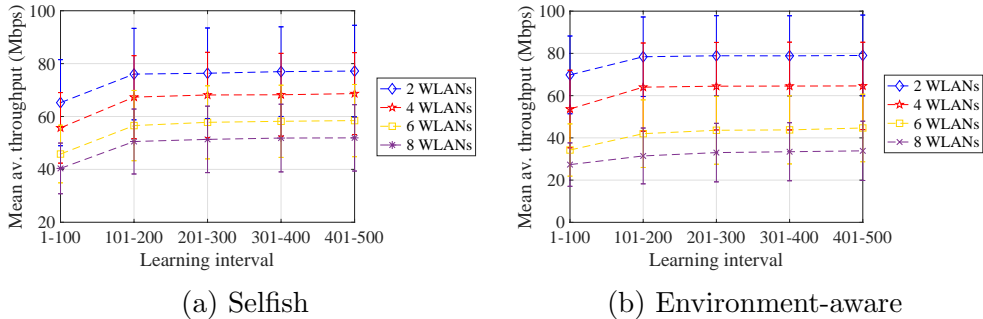 100
80
60
40
20
1-100 101-200 201-300 301-400 401-500
Learning interval
Mean av. throughput (Mbps)
2 WLANs
4 WLANs
6 WLANs
8 WLANs
(a) Selfish
100
80
60
40
20
0
1-100 101-200 201-300 301-400 401-500
Learning interval
Mean av. throughput (Mbps)
2 WLANs
4 WLANs
6 WLANs
8 WLANs
(b) Environment-aware